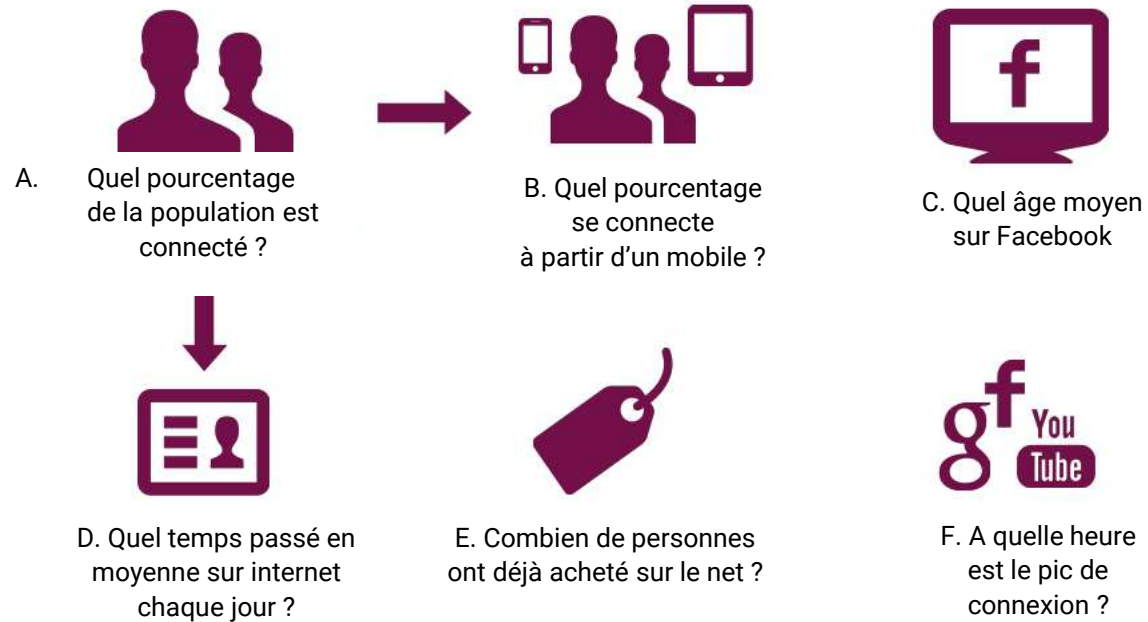 f
A. Quel pourcentage
de la population est
connecté ?
B. Quel pourcentage
se connecte
à partir d’un mobile ?
C. Quel âge moyen
sur Facebook
g f You
Tube
D. Quel temps passé en
moyenne sur internet
chaque jour ?
E. Combien de personnes
ont déjà acheté sur le net ?
F. A quelle heure
est le pic de
connexion ?